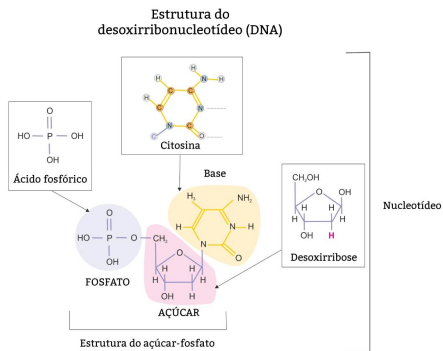 Estrutura do
desoxirribonucleotídeo (DNA)
H
N
H
H
C
C
H
C
N
C
N
C
O
Citosina
O
HO
P
OH
OH
Ácido fosfórico
Base
CH₂OH
O
OH
H
H
H
H
OH
H
Desoxirribose
Nucleotídeo
H
NH₂
H
N
H
N
O
O
HO
P
O
CH
OH
O
H
H
H
H
OH
H
FOSFATO
AÇÚCAR
Estrutura do açúcar-fosfato